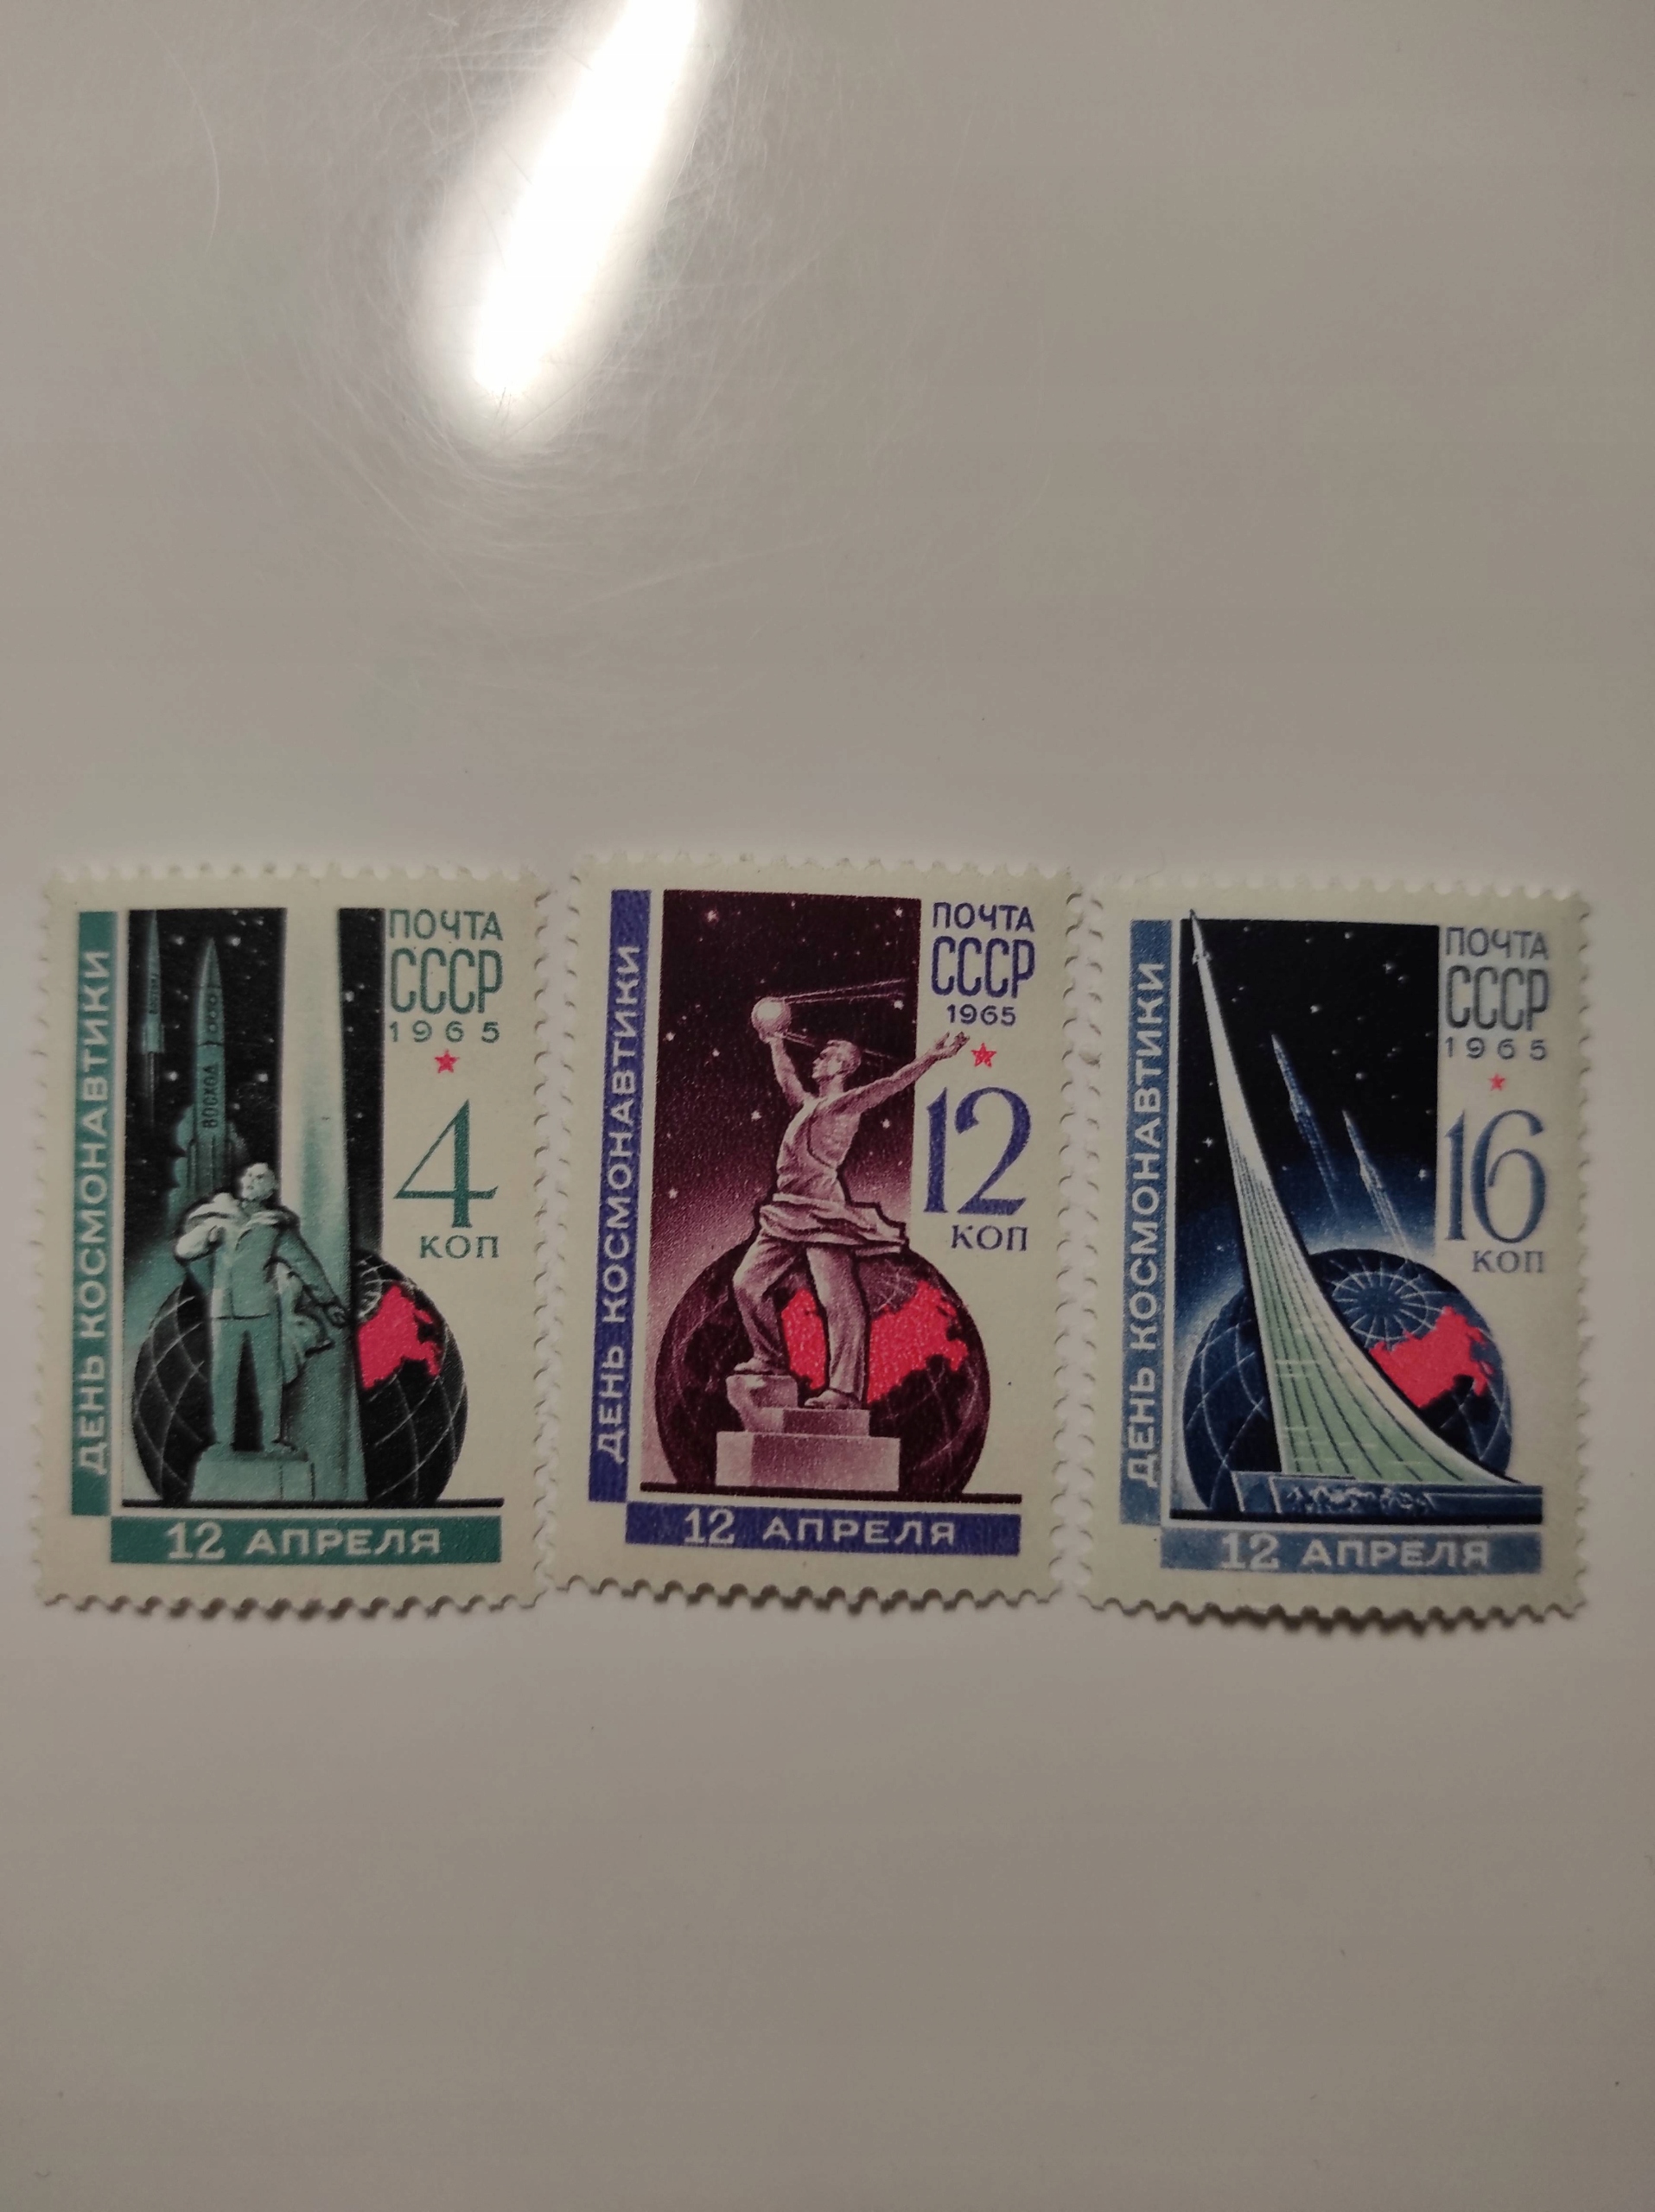 ДЕНЬ КОСМОНАВТИКИ
ВОСХОД
ПОЧТА
СССР
1965
4
КОП
12 АПРЕЛЯ
ДЕНЬ КОСМОНАВТИКИ
ПОЧТА
СССР
1965
12
КОП
12 АПРЕЛЯ
ДЕНЬ КОСМОНАВТИКИ
ПОЧТА
СССР
1965
16
КОП
12 АПРЕЛЯ